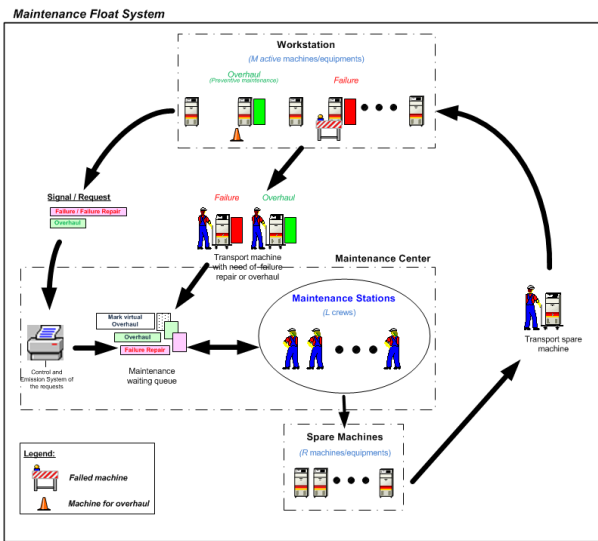 Maintenance Float System
Workstation
(M active machines/equipments)
Overhaul
(Preventive maintenance)
Failure
Signal / Request
Failure / Failure Repair
Overhaul
Failure
Overhaul
Transport machine
with need of failure
repair or overhaul
Maintenance Center
Mark virtual
Overhaul
Overhaul
Failure Repair
Maintenance
waiting queue
Control and
Emission System of
the requests
Maintenance Stations
(L crews)
Transport spare
machine
Spare Machines
(R machines/equipments)
Legend:
Failed machine
Machine for overhaul